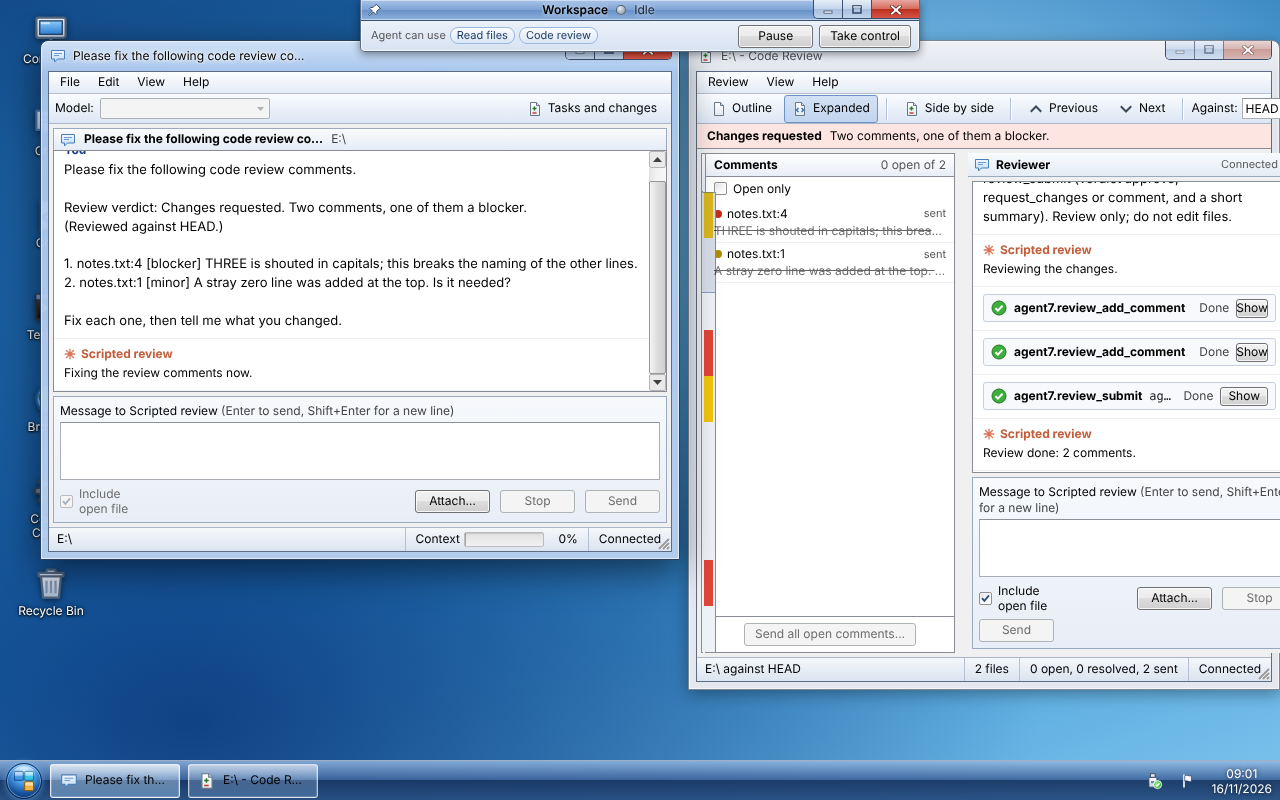 Workspace Idle
Agent can use Read files Code review Pause Take control
Please fix the following code review co...
File Edit View Help
Model: Tasks and changes
Please fix the following code review co... E:\
You
Please fix the following code review comments.
Review verdict: Changes requested. Two comments, one of them a blocker.
(Reviewed against HEAD.)
1. notes.txt:4 [blocker] THREE is shouted in capitals; this breaks the naming of the other lines.
2. notes.txt:1 [minor] A stray zero line was added at the top. Is it needed?
Fix each one, then tell me what you changed.
Scripted review
Fixing the review comments now.
Message to Scripted review (Enter to send, Shift+Enter for a new line)
Include
open file
Attach... Stop Send
E:\ Context 0% Connected
E:\ - Code Review
Review View Help
Outline Expanded Side by side Previous Next Against: HEAD
Changes requested Two comments, one of them a blocker.
Comments 0 open of 2
Open only
notes.txt:4 sent
THREE is shouted in capitals; this brea...
notes.txt:1 sent
A stray zero line was added at the top. ...
Send all open comments...
Reviewer Connected
review_submit (verdict approve,
request_changes or comment, and a short
summary). Review only; do not edit files.
Scripted review
Reviewing the changes.
agent7.review_add_comment Done Show
agent7.review_add_comment Done Show
agent7.review_submit ag... Done Show
Scripted review
Review done: 2 comments.
Message to Scripted review (Enter to send, Shift+Enter
for a new line)
Include
open file
Attach... Stop
Send
E:\ against HEAD 2 files 0 open, 0 resolved, 2 sent Connected
Recycle Bin
Please fix th... E:\ - Code R...
09:01
16/11/2026